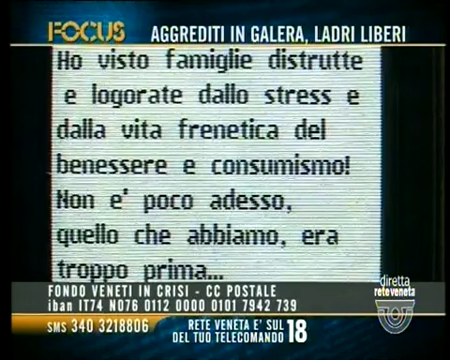 FOCUS AGGREDITI IN GALERA, LADRI LIBERI
Ho visto famiglie distrutte
e logorate dallo stress e
dalla vita frenetica del
benessere e consumismo!
Non e' poco adesso,
quello che abbiamo, era
troppo prima...
FONDO VENETI IN CRISI - CC POSTALE
iban IT74 N076 0112 0000 0101 7942 739
diretta
reteveneta
SMS 340 3218806
RETE VENETA E' SUL
DEL TUO TELECOMANDO 18